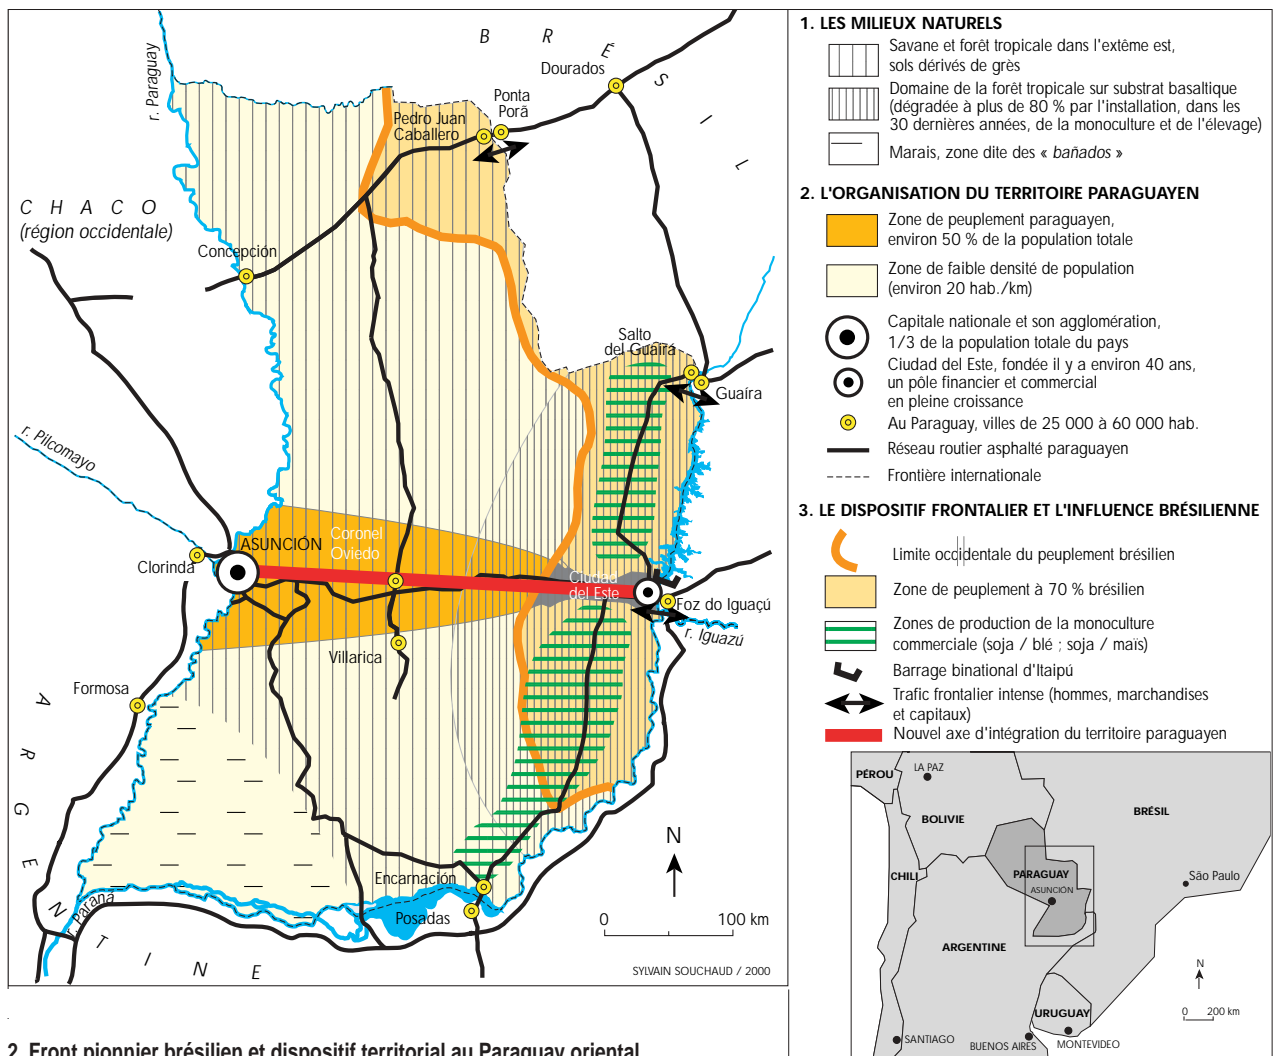 B R É S I L
r. Paraguay
Dourados
Ponta
Porã
Pedro Juan
Caballero
C H A C O
(région occidentale)
Concepción
Salto
del Guairá
Guaíra
r. Pilcomayo
Coronel
Oviedo
ASUNCIÓN
Clorinda
Ciudad
del Este
Foz do Iguaçú
r. Iguazú
Villarica
Formosa
A R G E N T I N E
Encarnación
Posadas
r. Paraná
N
0 100 km
SYLVAIN SOUCHAUD / 2000
1. LES MILIEUX NATURELS
Savane et forêt tropicale dans l'extême est,
sols dérivés de grès
Domaine de la forêt tropicale sur substrat basaltique
(dégradée à plus de 80 % par l'installation, dans les
30 dernières années, de la monoculture et de l'élevage)
Marais, zone dite des « bañados »
2. L'ORGANISATION DU TERRITOIRE PARAGUAYEN
Zone de peuplement paraguayen,
environ 50 % de la population totale
Zone de faible densité de population
(environ 20 hab./km)
Capitale nationale et son agglomération,
1/3 de la population totale du pays
Ciudad del Este, fondée il y a environ 40 ans,
un pôle financier et commercial
en pleine croissance
Au Paraguay, villes de 25 000 à 60 000 hab.
Réseau routier asphalté paraguayen
Frontière internationale
3. LE DISPOSITIF FRONTALIER ET L'INFLUENCE BRÉSILIENNE
Limite occidentale du peuplement brésilien
Zone de peuplement à 70 % brésilien
Zones de production de la monoculture
commerciale (soja / blé ; soja / maïs)
Barrage binational d'Itaipú
Trafic frontalier intense (hommes, marchandises
et capitaux)
Nouvel axe d'intégration du territoire paraguayen
PÉROU
LA PAZ
BOLIVIE
BRÉSIL
CHILI
PARAGUAY
ASUNCIÓN
São Paulo
ARGENTINE
N
0 200 km
URUGUAY
SANTIAGO
BUENOS AIRES
MONTEVIDEO
2. Front pionnier brésilien et dispositif territorial au Paraguay oriental